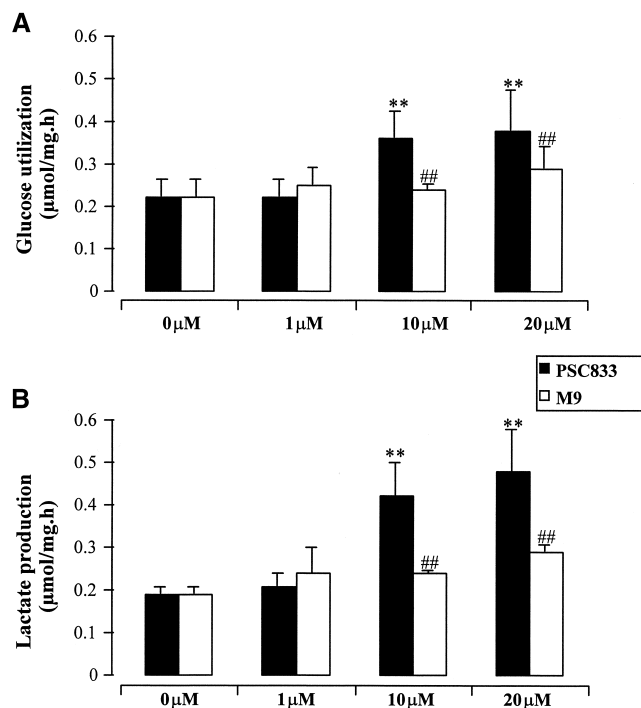 A
Glucose utilization
(μmol/mg.h)
0.6
0.5
0.4
0.3
0.2
0.1
0
**
##
**
##
0μM 1μM 10μM 20μM
PSC833
M9
B
Lactate production
(μmol/mg.h)
0.6
0.5
0.4
0.3
0.2
0.1
0
**
##
**
##
0μM 1μM 10μM 20μM